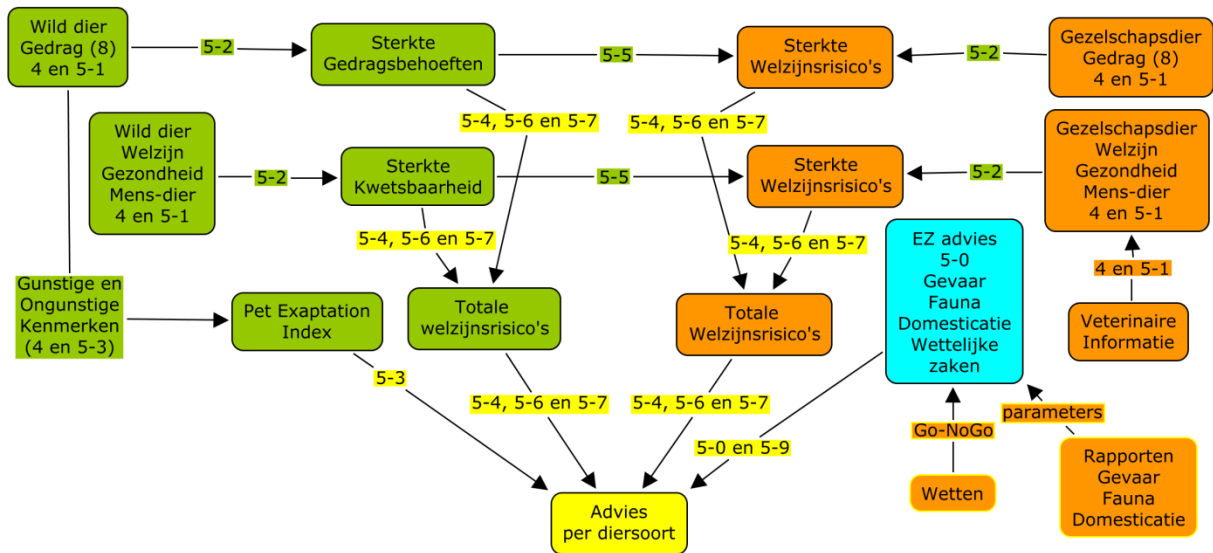 Wild dier
Gedrag (8)
4 en 5-1
5-2
Sterkte
Gedragsbehoeften
5-5
Sterkte
Welzijnsrisico's
5-2
Gezelschapsdier
Gedrag (8)
4 en 5-1
5-4, 5-6 en 5-7
5-4, 5-6 en 5-7
Wild dier
Welzijn
Gezondheid
Mens-dier
4 en 5-1
5-2
Sterkte
Kwetsbaarheid
5-5
Sterkte
Welzijnsrisico's
5-2
Gezelschapsdier
Welzijn
Gezondheid
Mens-dier
4 en 5-1
5-4, 5-6 en 5-7
5-4, 5-6 en 5-7
EZ advies
5-0
Gevaar
Fauna
Domesticatie
Wettelijke
zaken
4 en 5-1
Gunstige en
Ongunstige
Kenmerken
(4 en 5-3)
Pet Exaptation
Index
Totale
welzijnsrisico's
Totale
Welzijnsrisico's
Veterinaire
Informatie
5-3
5-4, 5-6 en 5-7
5-4, 5-6 en 5-7
5-0 en 5-9
Go-NoGo
parameters
Advies
per diersoort
Wetten
Rapporten
Gevaar
Fauna
Domesticatie